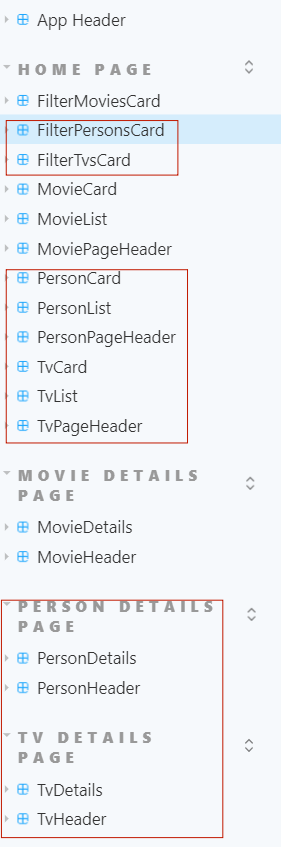 App Header
HOME PAGE
FilterMoviesCard
FilterPersonsCard
FilterTvsCard
MovieCard
MovieList
MoviePageHeader
PersonCard
PersonList
PersonPageHeader
TvCard
TvList
TvPageHeader
MOVIE DETAILS
PAGE
MovieDetails
MovieHeader
PERSON DETAILS
PAGE
PersonDetails
PersonHeader
TV DETAILS
PAGE
TvDetails
TvHeader